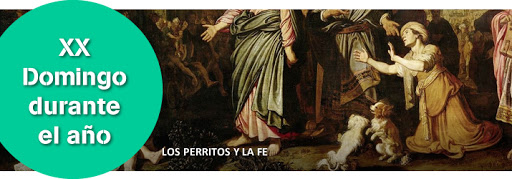 XX
Domingo
durante
el año
LOS PERRITOS Y LA FE